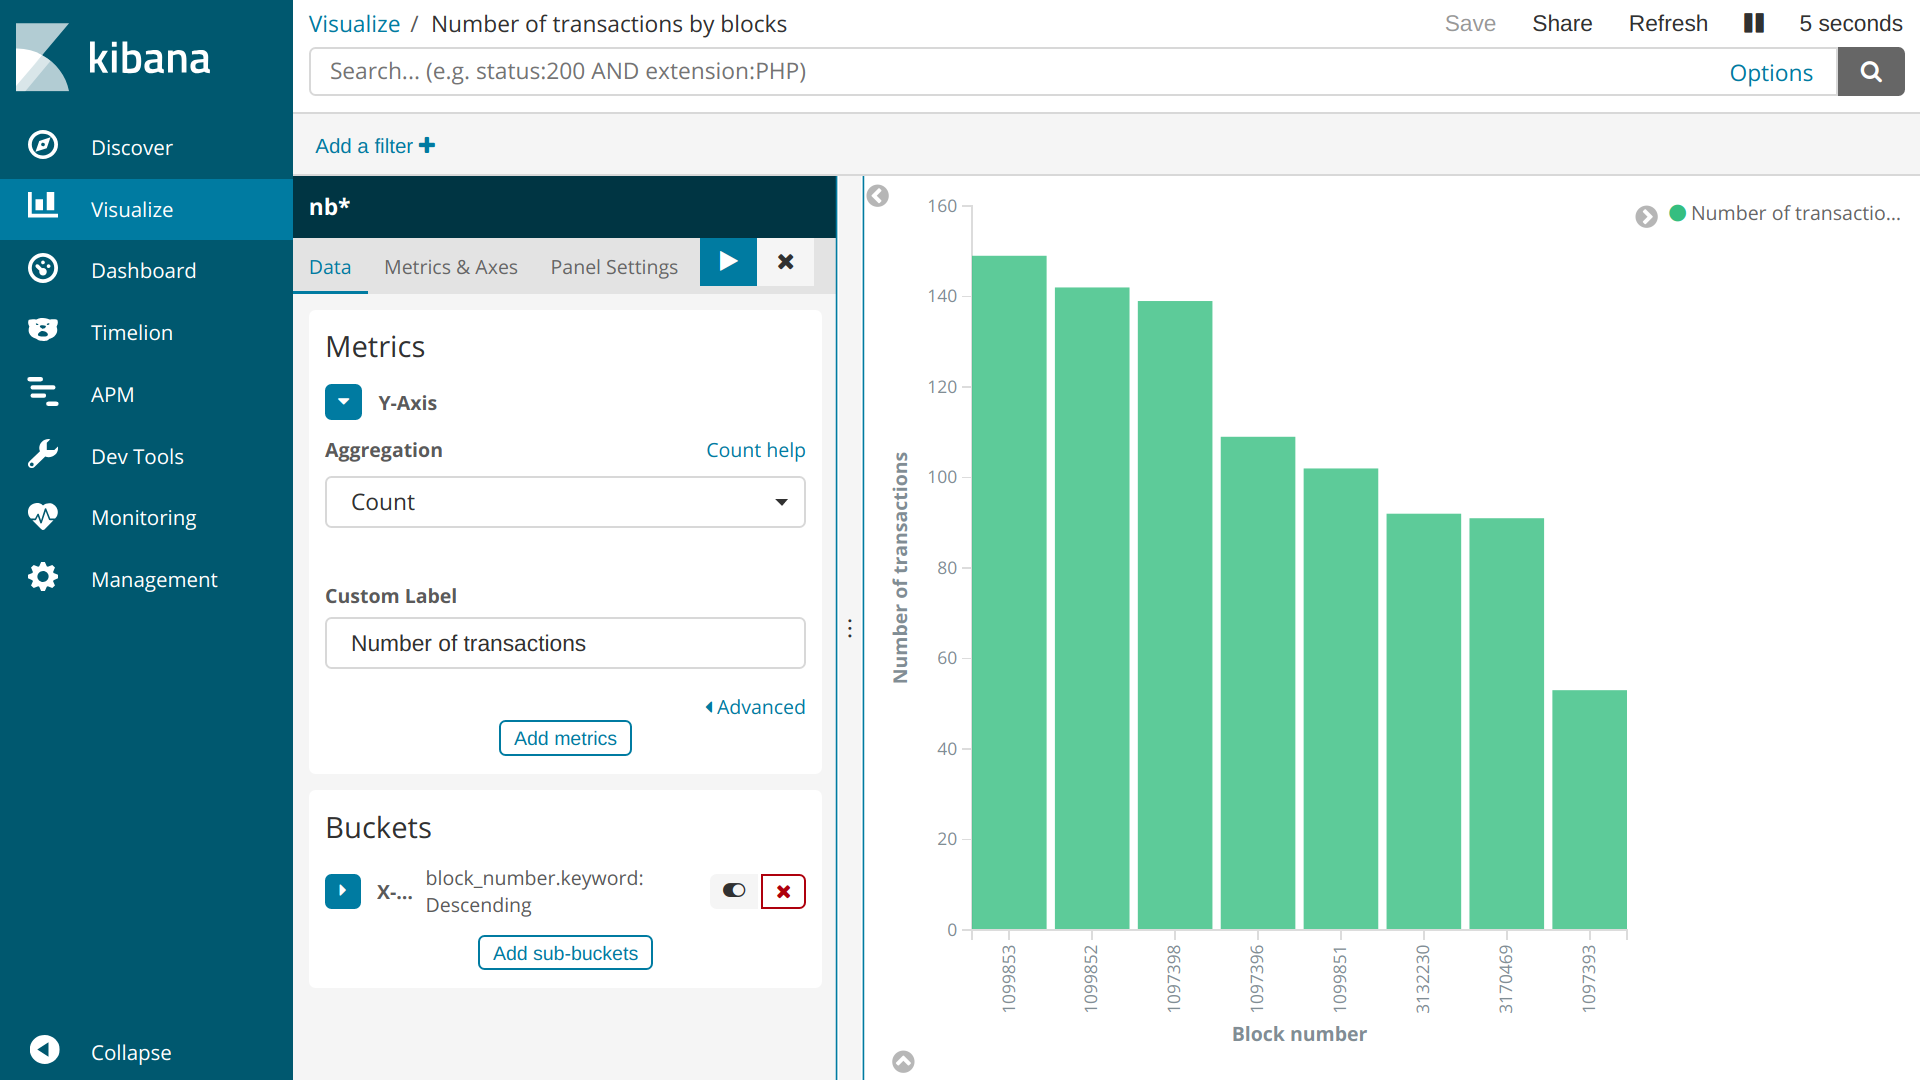 kibana
Discover
Visualize
Dashboard
Timelion
APM
Dev Tools
Monitoring
Management
Collapse
Visualize / Number of transactions by blocks
Save Share Refresh 5 seconds
Search... (e.g. status:200 AND extension:PHP)
Options
Add a filter
nb*
Data Metrics & Axes Panel Settings
Metrics
Y-Axis
Aggregation Count help
Count
Custom Label
Number of transactions
Advanced
Add metrics
Buckets
X-... block_number.keyword:
Descending
Add sub-buckets
Number of transactions
160
140
120
100
80
60
40
20
0
1099853
1099852
1097398
1097396
1099851
3132230
3170469
1097393
Block number
Number of transactio...